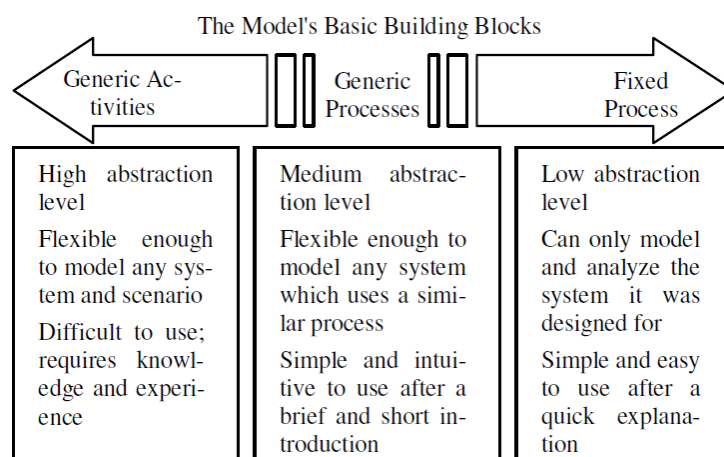 The Model's Basic Building Blocks
Generic Ac-
tivities
Generic
Processes
Fixed
Process
High abstraction
level
Flexible enough
to model any sys-
tem and scenario
Difficult to use;
requires knowl-
edge and experi-
ence
Medium abstrac-
tion level
Flexible enough to
model any system
which uses a simi-
lar process
Simple and intui-
tive to use after a
brief and short in-
troduction
Low abstraction
level
Can only model
and analyze the
system it was
designed for
Simple and easy
to use after a
quick explana-
tion